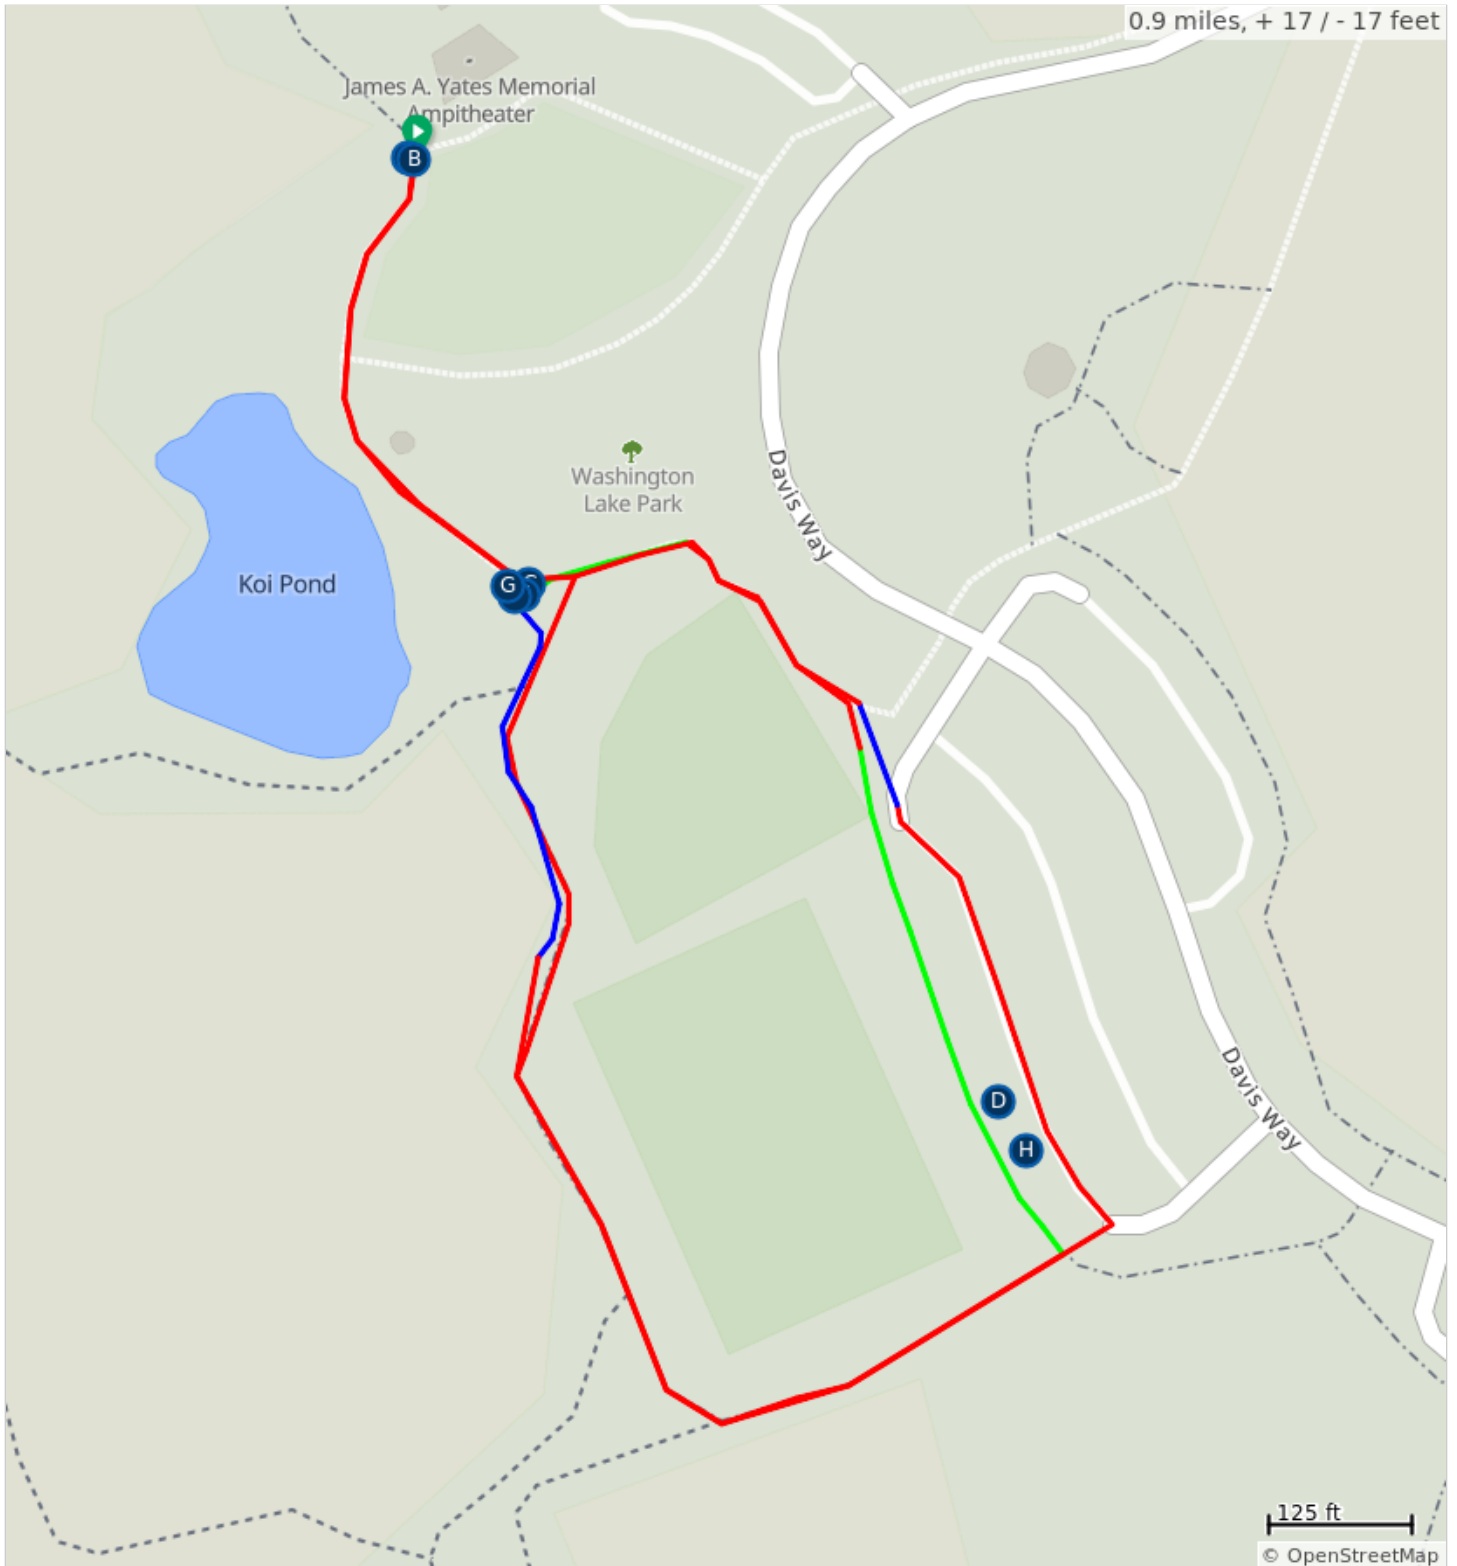 0.9 miles, + 17 / - 17 feet
James A. Yates Memorial
Ampitheater
B
Washington
Lake Park
Davis Way
Koi Pond
G
D
H
Davis Way
125 ft
© OpenStreetMap